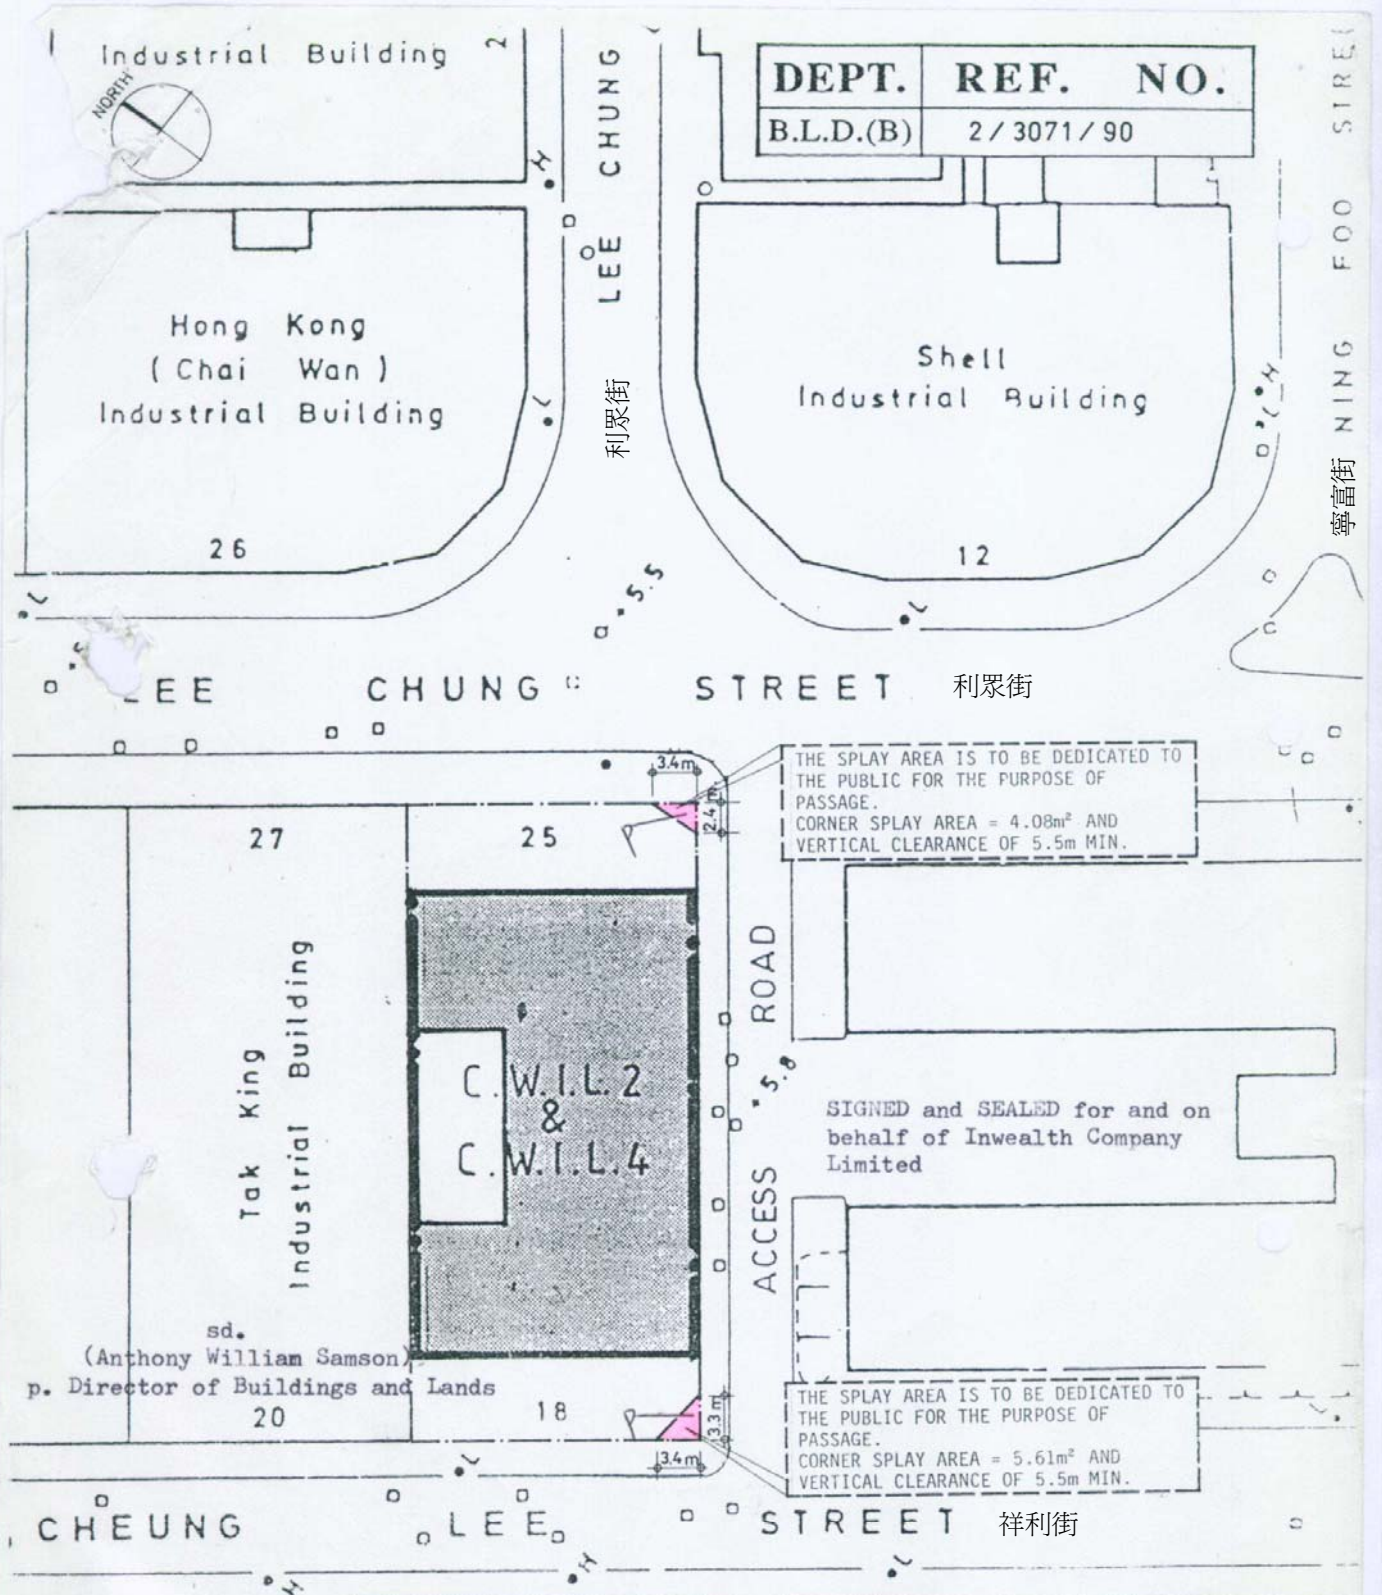 Industrial Building
2
NORTH
LEE CHUNG
利眾街
DEPT. REF. NO.
B.L.D.(B) 2/3071/90
NING FOO STREET
寧富街
Hong Kong
(Chai Wan)
Industrial Building
26
Shell
Industrial Building
12
H
L
H
L
L
L
5.5
EE CHUNG STREET 利眾街
3.4m
2.4 m
THE SPLAY AREA IS TO BE DEDICATED TO
THE PUBLIC FOR THE PURPOSE OF
PASSAGE.
CORNER SPLAY AREA = 4.08m² AND
VERTICAL CLEARANCE OF 5.5m MIN.
27
25
P
Tak King
Industrial Building
C.W.I.L.2
&
C.W.I.L.4
ACCESS ROAD
5.8
SIGNED and SEALED for and on
behalf of Inwealth Company
Limited
sd.
(Anthony William Samson)
p. Director of Buildings and Lands
20
18
P
3.3 m
3.4m
THE SPLAY AREA IS TO BE DEDICATED TO
THE PUBLIC FOR THE PURPOSE OF
PASSAGE.
CORNER SPLAY AREA = 5.61m² AND
VERTICAL CLEARANCE OF 5.5m MIN.
L
L
CHEUNG LEE STREET 祥利街
H
H
L